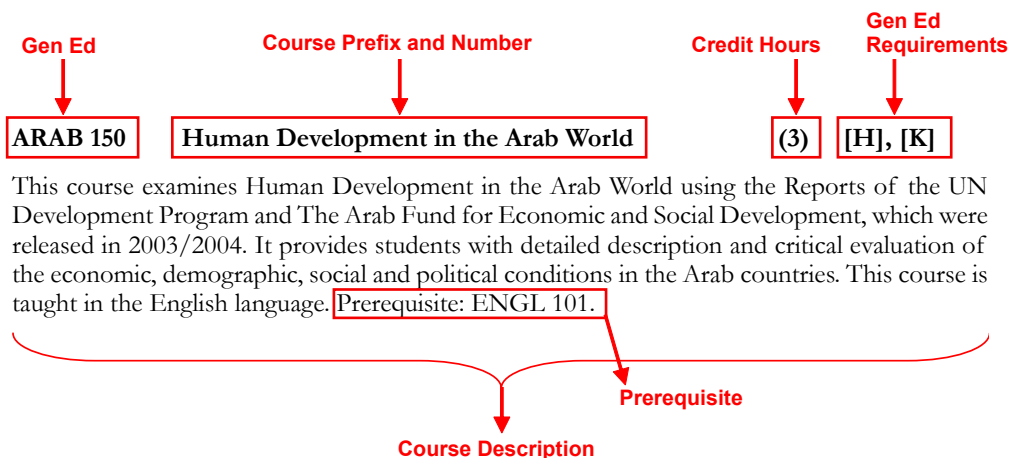 Gen Ed
Course Prefix and Number
Credit Hours
Gen Ed
Requirements
ARAB 150 Human Development in the Arab World (3) [H], [K]
This course examines Human Development in the Arab World using the Reports of the UN
Development Program and The Arab Fund for Economic and Social Development, which were
released in 2003/2004. It provides students with detailed description and critical evaluation of
the economic, demographic, social and political conditions in the Arab countries. This course is
taught in the English language. Prerequisite: ENGL 101.
Prerequisite
Course Description